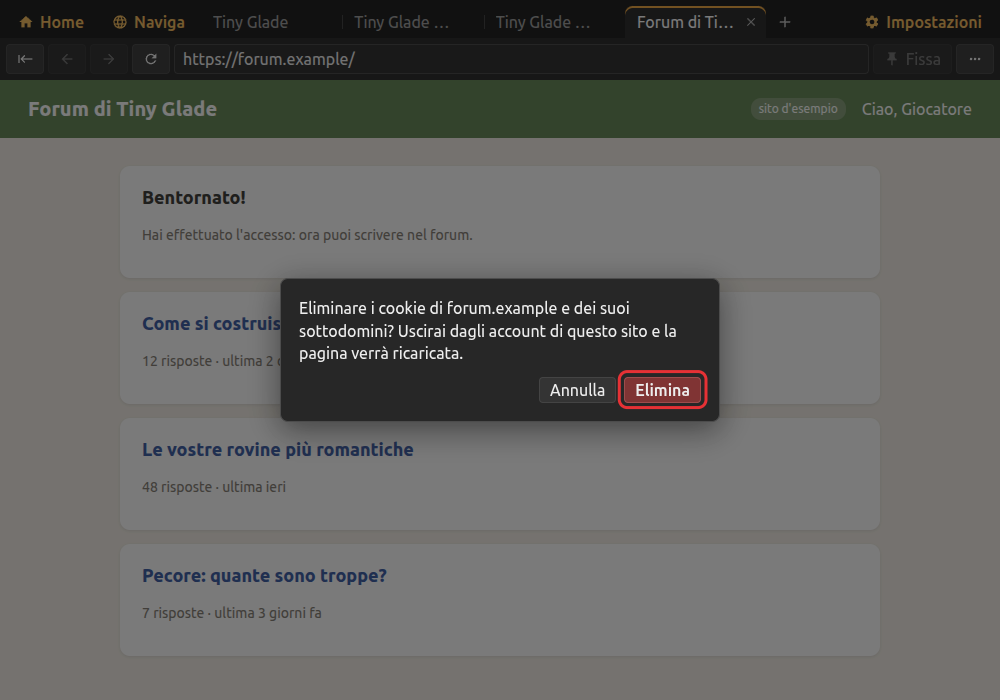 Home
Naviga
Tiny Glade
Tiny Glade ...
Tiny Glade ...
Forum di Ti...
Impostazioni
https://forum.example/
Fissa
Forum di Tiny Glade
sito d'esempio
Ciao, Giocatore
Bentornato!
Hai effettuato l'accesso: ora puoi scrivere nel forum.
Come si costruis
12 risposte · ultima 2
Eliminare i cookie di forum.example e dei suoi
sottodomini? Uscirai dagli account di questo sito e la
pagina verrà ricaricata.
Annulla
Elimina
Le vostre rovine più romantiche
48 risposte · ultima ieri
Pecore: quante sono troppe?
7 risposte · ultima 3 giorni fa